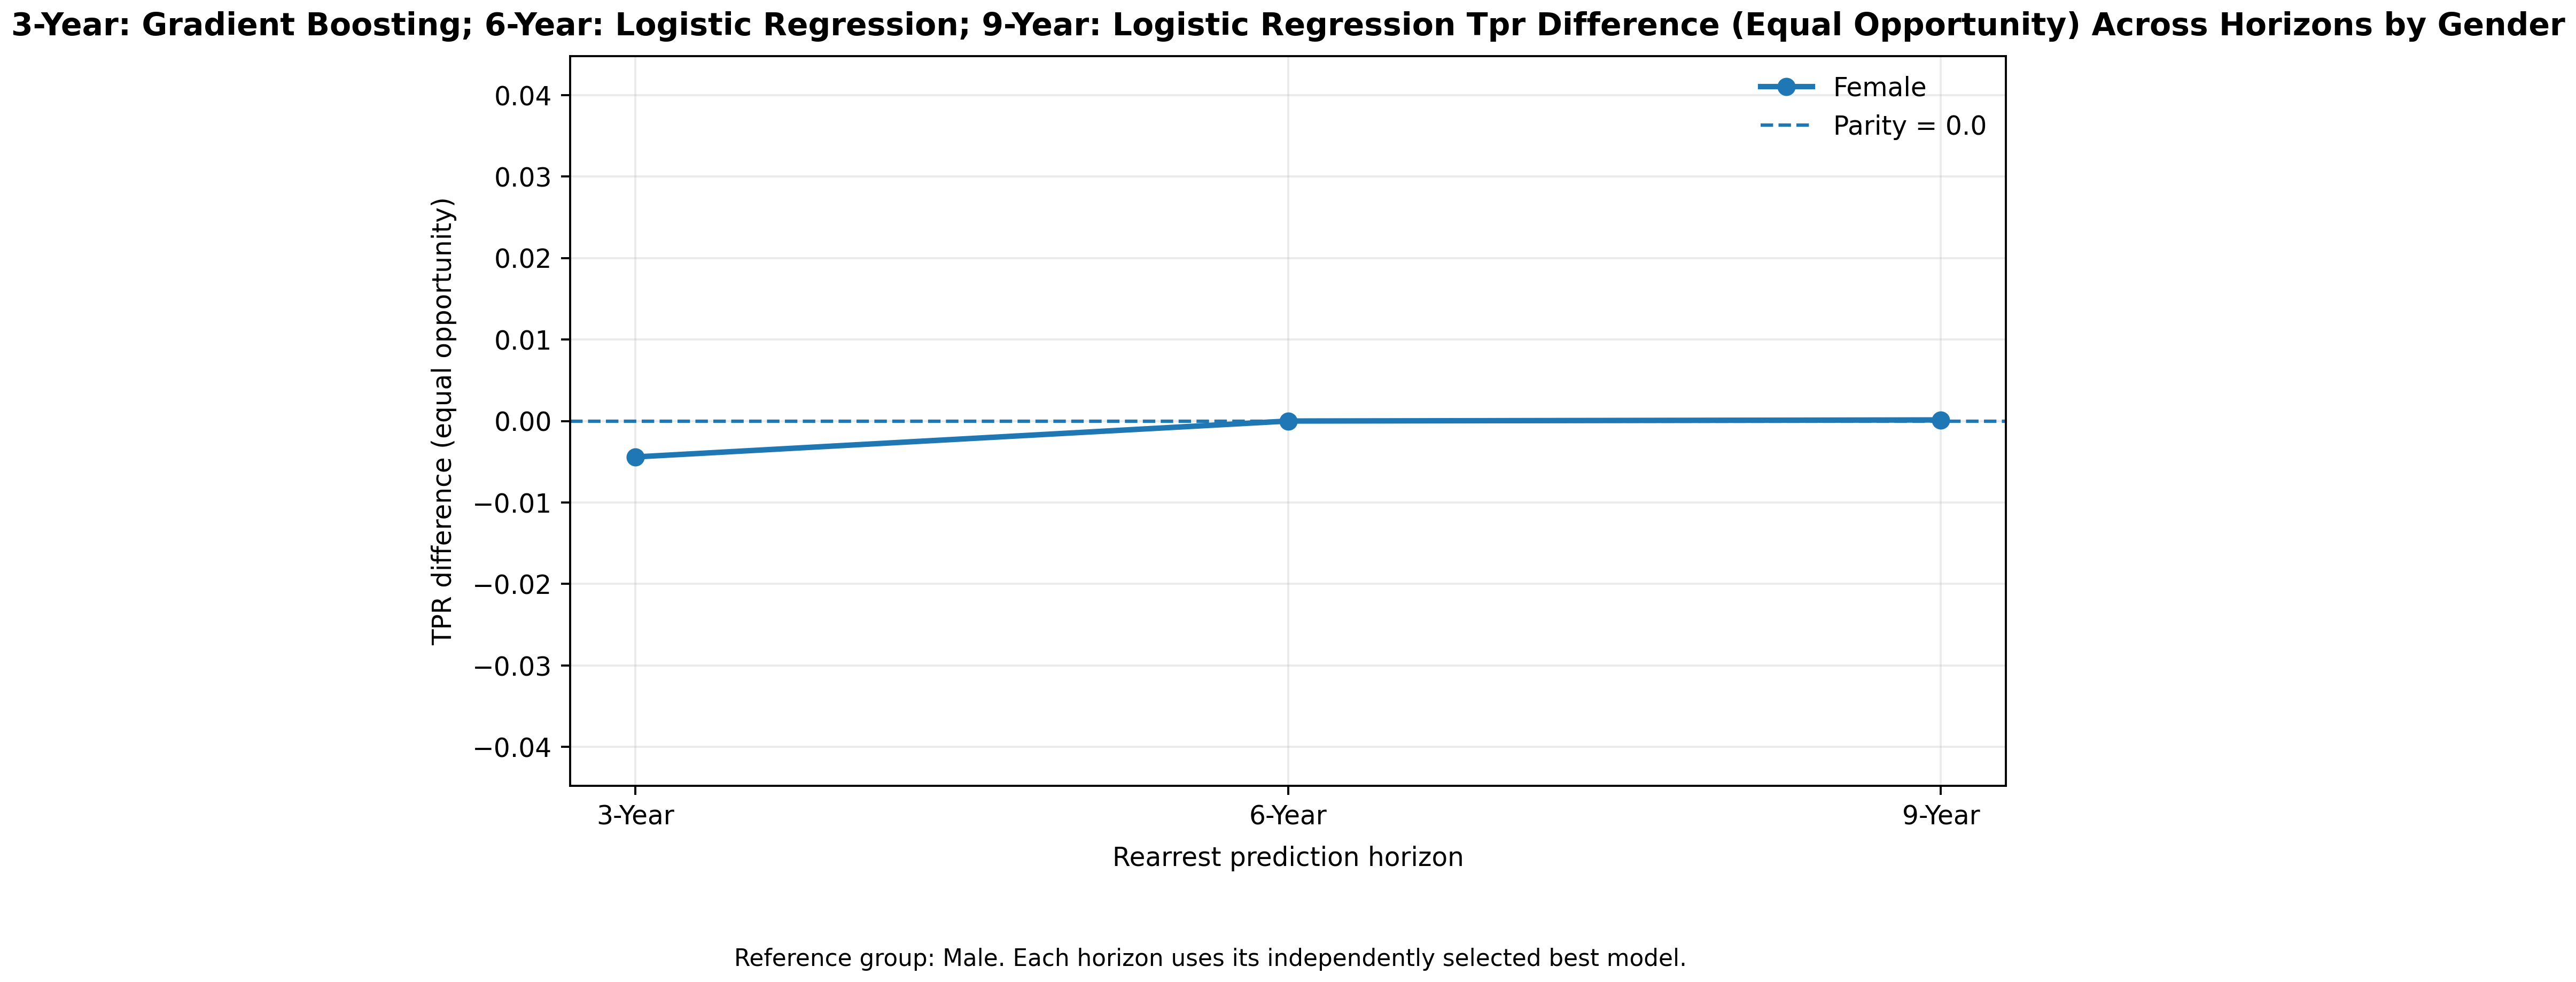 3-Year: Gradient Boosting; 6-Year: Logistic Regression; 9-Year: Logistic Regression Tpr Difference (Equal Opportunity) Across Horizons by Gender
Female
Parity = 0.0
TPR difference (equal opportunity)
0.04
0.03
0.02
0.01
0.00
−0.01
−0.02
−0.03
−0.04
3-Year
6-Year
9-Year
Rearrest prediction horizon
Reference group: Male. Each horizon uses its independently selected best model.